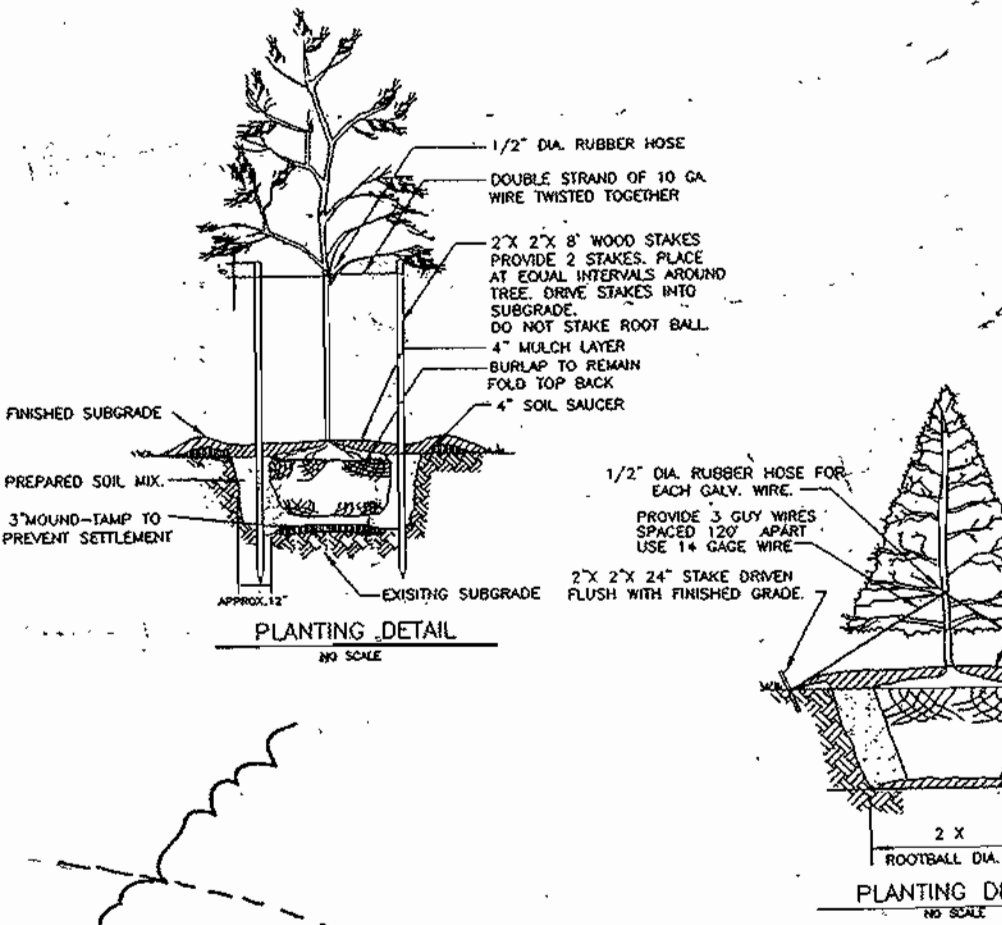 1/2" DIA. RUBBER HOSE
DOUBLE STRAND OF 10 GA.
WIRE TWISTED TOGETHER
2"X 2"X 8' WOOD STAKES
PROVIDE 2 STAKES. PLACE
AT EQUAL INTERVALS AROUND
TREE. DRIVE STAKES INTO
SUBGRADE.
DO NOT STAKE ROOT BALL.
4" MULCH LAYER
BURLAP TO REMAIN
FOLD TOP BACK
4" SOIL SAUCER
FINISHED SUBGRADE
PREPARED SOIL MIX.
3"MOUND-TAMP TO
PREVENT SETTLEMENT
APPROX.12"
EXISITNG SUBGRADE
PLANTING DETAIL
NO SCALE
1/2" DIA. RUBBER HOSE FOR
EACH GALV. WIRE.
PROVIDE 3 GUY WIRES
SPACED 120° APART
USE 14 GAGE WIRE
2"X 2"X 24" STAKE DRIVEN
FLUSH WITH FINISHED GRADE.
2 X
ROOTBALL DIA.
PLANTING
NO SCALE